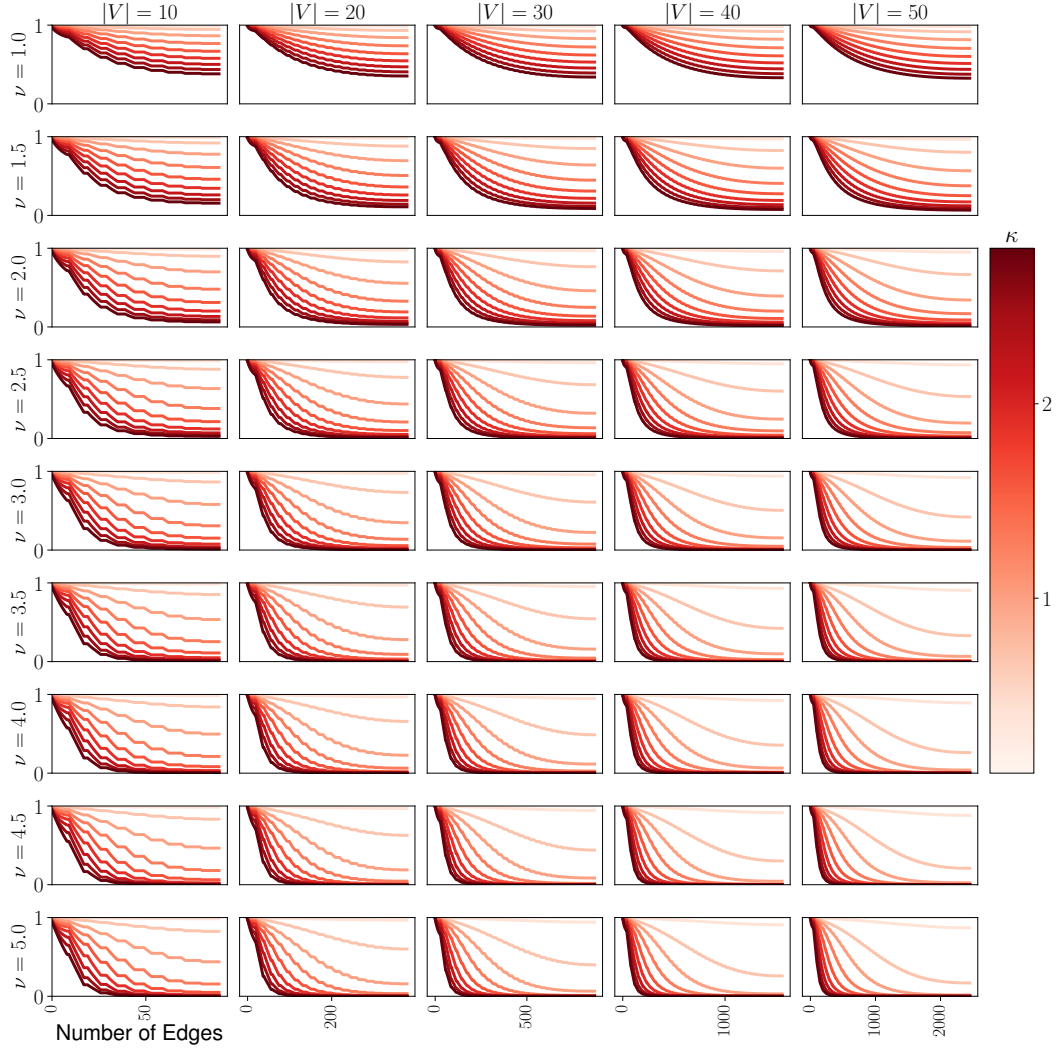 |V| = 10
|V| = 20
|V| = 30
|V| = 40
|V| = 50
ν = 1.0
1
0
ν = 1.5
1
0
ν = 2.0
1
0
ν = 2.5
1
0
ν = 3.0
1
0
ν = 3.5
1
0
ν = 4.0
1
0
ν = 4.5
1
0
ν = 5.0
1
0
κ
2
1
0
50
0
200
0
500
0
1000
0
1000
2000
Number of Edges